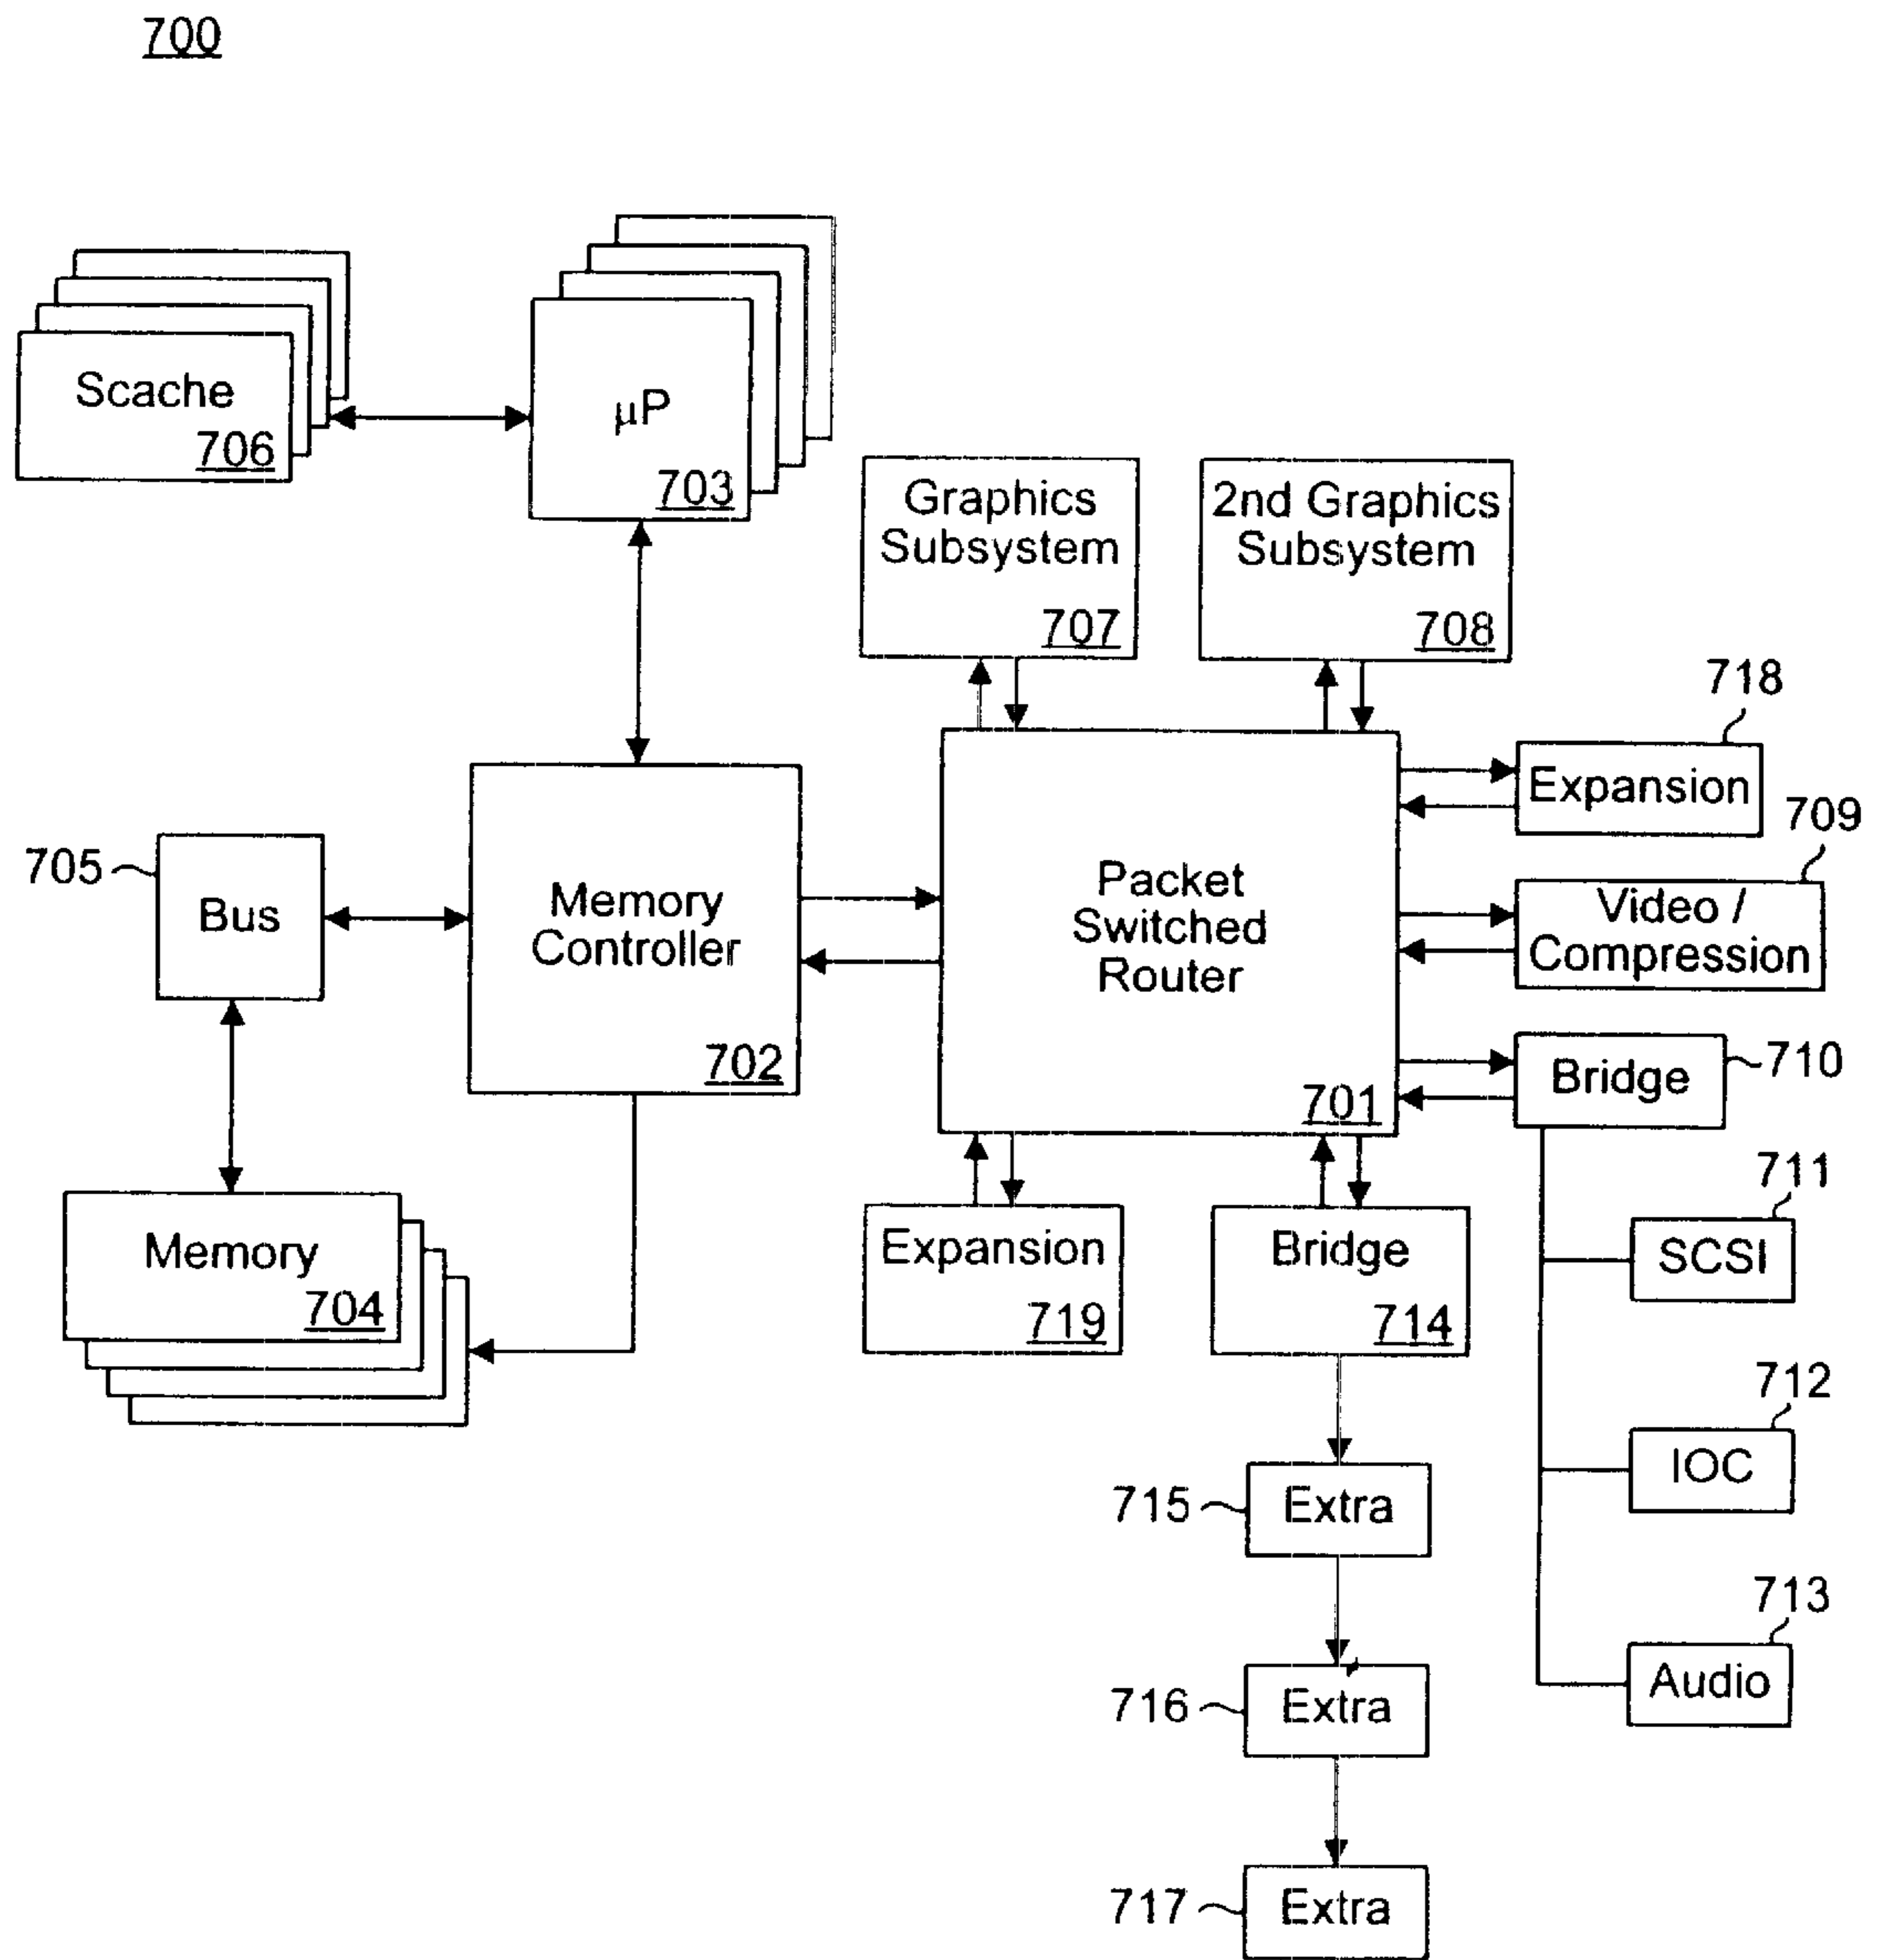 700
Scache
706
μP
703
Graphics
Subsystem
707
2nd Graphics
Subsystem
708
718
Expansion
709
Video /
Compression
705
Bus
Memory
Controller
702
Packet
Switched
Router
701
Bridge
710
Memory
704
Expansion
719
Bridge
714
711
SCSI
712
IOC
713
Audio
715
Extra
716
Extra
717
Extra